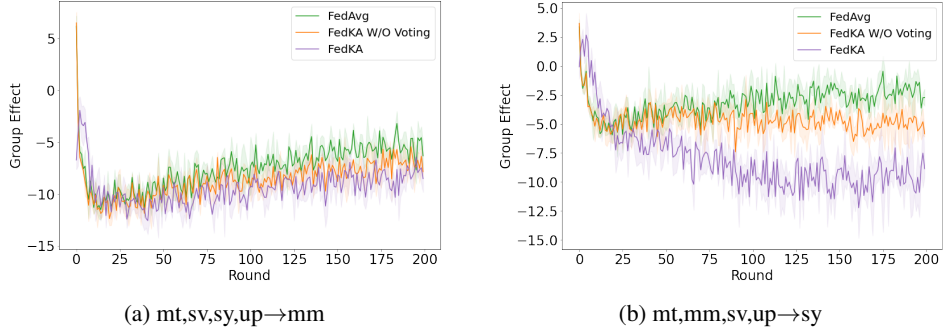 FedAvg
FedKA W/O Voting
FedKA
Group Effect
5
0
−5
−10
−15
0 25 50 75 100 125 150 175 200
Round
(a) mt,sv,sy,up→mm
FedAvg
FedKA W/O Voting
FedKA
Group Effect
5.0
2.5
0.0
−2.5
−5.0
−7.5
−10.0
−12.5
−15.0
0 25 50 75 100 125 150 175 200
Round
(b) mt,mm,sv,up→sy